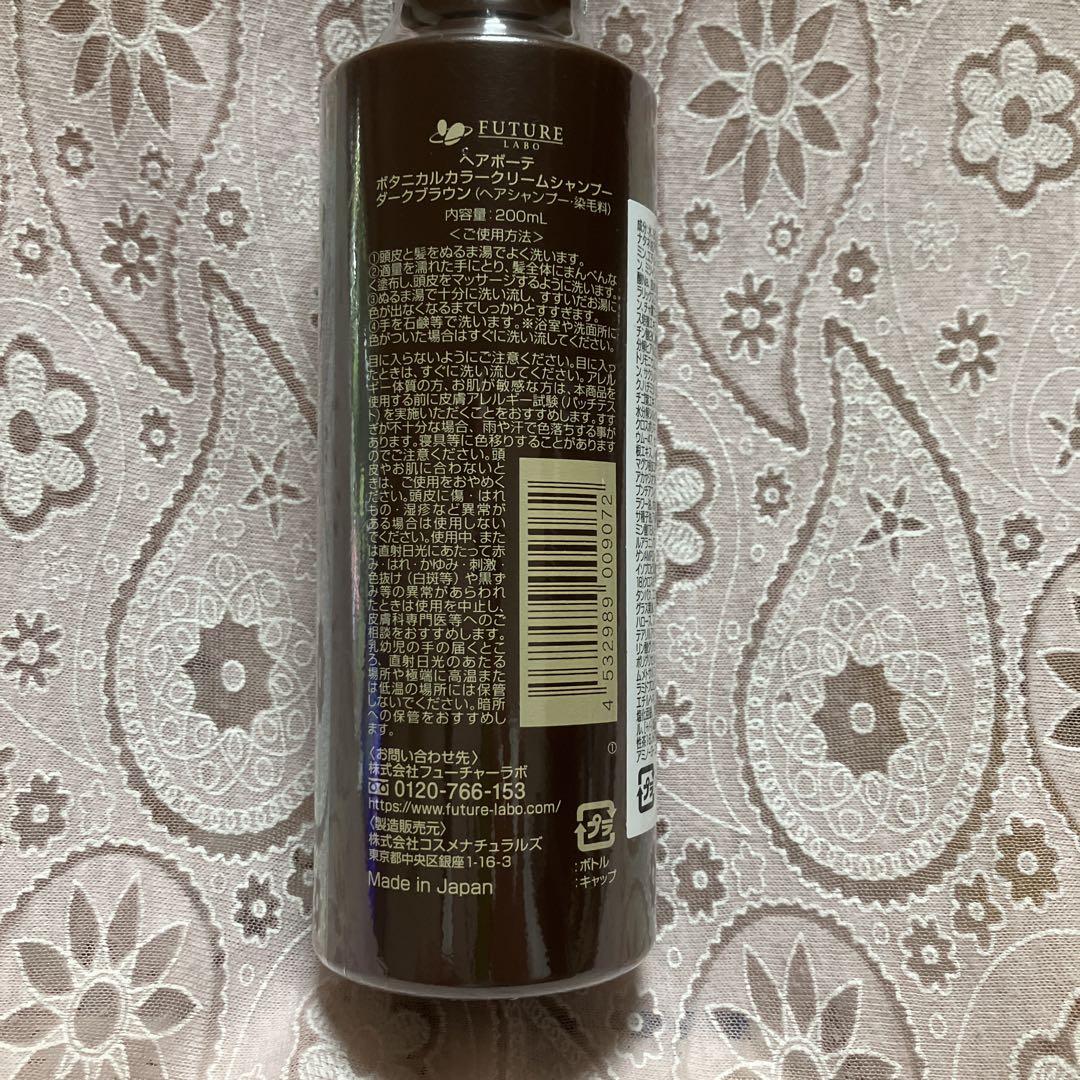 FUTURE
LABO
ヘアボーテ
ボタニカルカラークリームシャンプー
ダークブラウン(ヘアシャンプー・染毛料)
内容量:200mL
<ご使用方法>
①頭皮と髪をぬるま湯でよく洗います。
②適量を濡れた手にとり、髪全体にまんべんな
く塗布し、頭皮をマッサージするように洗います。
③ぬるま湯で十分に洗い流し、すすいだお湯に
色が出なくなるまでしっかりとすすぎます。
④手を石鹸等で洗います。※浴室や洗面所に
色がついた場合はすぐに洗い流してください。
目に入らないようにご注意ください。目に入っ
たときは、すぐに洗い流してください。アレル
ギー体質の方、お肌が敏感な方は、本商品を
使用する前に皮膚アレルギー試験(パッチテス
ト)を実施いただくことをおすすめします。すす
ぎが不十分な場合、雨や汗で色落ちする事が
あります。寝具等に色移りすることがあります
のでご注意ください。頭
皮やお肌に合わないと
きは、ご使用をおやめく
ださい。頭皮に傷・はれ
もの・湿疹など異常が
ある場合は使用しない
でください。使用中、また
は直射日光にあたって赤
み・はれ・かゆみ・刺激・
色抜け(白斑等)や黒ず
み等の異常があらわれ
たときは使用を中止し、
皮膚科専門医等へのご
相談をおすすめします。
乳幼児の手の届くとこ
ろ、直射日光のあたる
場所や極端に高温また
は低温の場所には保管
しないでください。暗所
への保管をおすすめし
ます。
4 532989 009072
①
〈お問い合わせ先〉
株式会社フューチャーラボ
0120-766-153
https://www.future-labo.com/
〈製造販売元〉
株式会社コスメナチュラルズ
東京都中央区銀座1-16-3
Made in Japan
プラ
:ボトル
:キャップ